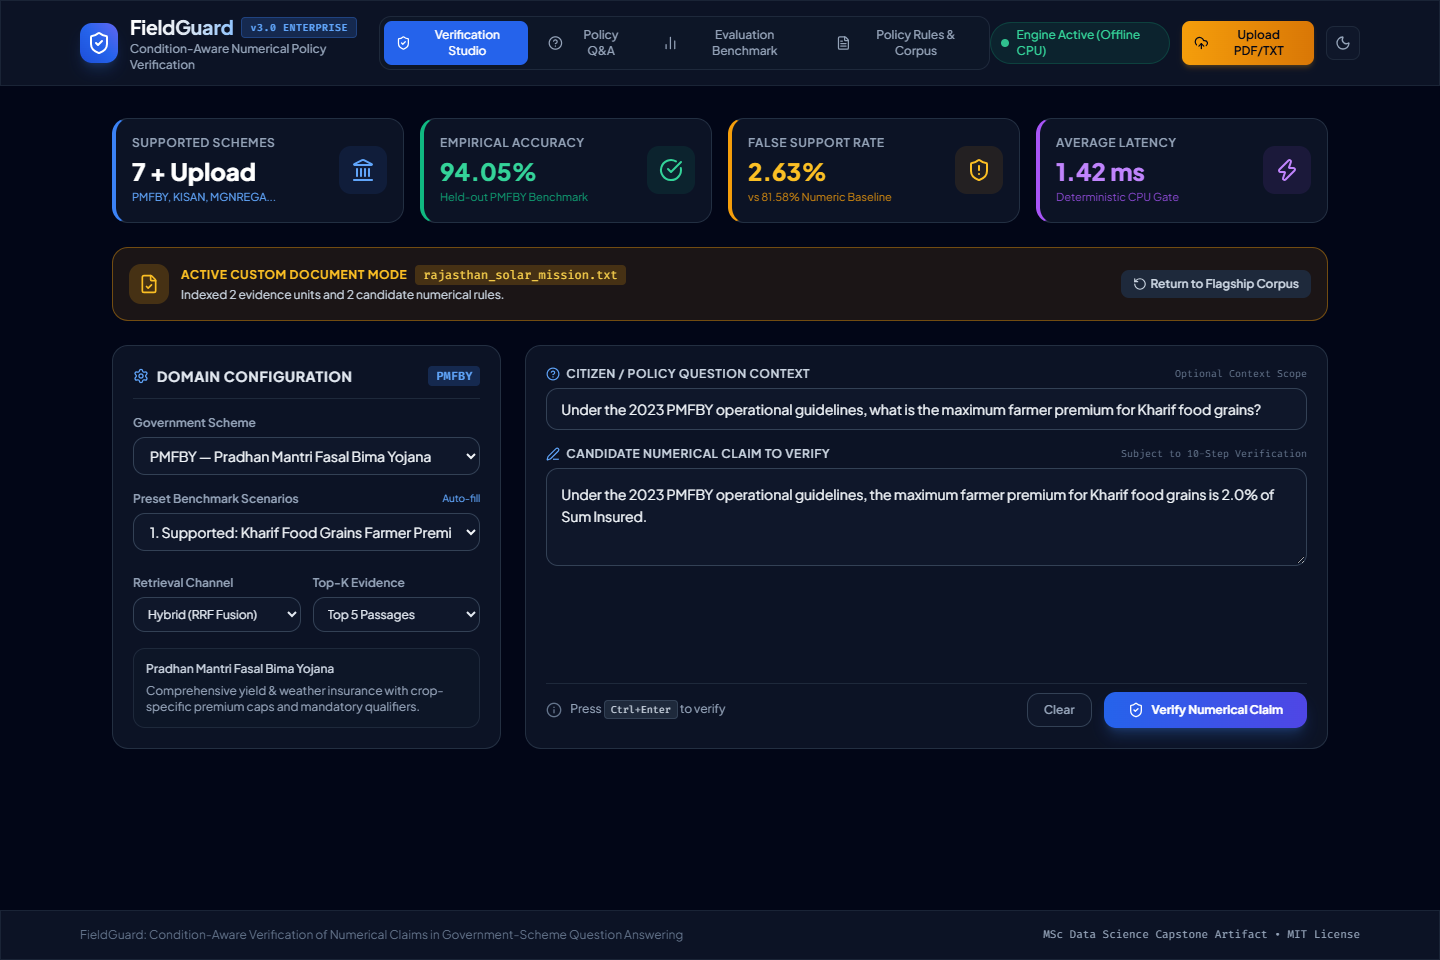 FieldGuard v3.0 ENTERPRISE
Condition-Aware Numerical Policy
Verification
Verification
Studio
Policy
Q&A
Evaluation
Benchmark
Policy Rules &
Corpus
Engine Active (Offline
CPU)
Upload
PDF/TXT
SUPPORTED SCHEMES
7 + Upload
PMFBY, KISAN, MGNREGA...
EMPIRICAL ACCURACY
94.05%
Held-out PMFBY Benchmark
FALSE SUPPORT RATE
2.63%
vs 81.58% Numeric Baseline
AVERAGE LATENCY
1.42 ms
Deterministic CPU Gate
ACTIVE CUSTOM DOCUMENT MODE rajasthan_solar_mission.txt
Indexed 2 evidence units and 2 candidate numerical rules.
Return to Flagship Corpus
DOMAIN CONFIGURATION PMFBY
Government Scheme
PMFBY — Pradhan Mantri Fasal Bima Yojana
Preset Benchmark Scenarios Auto-fill
1. Supported: Kharif Food Grains Farmer Premi
Retrieval Channel Top-K Evidence
Hybrid (RRF Fusion) Top 5 Passages
Pradhan Mantri Fasal Bima Yojana
Comprehensive yield & weather insurance with crop-
specific premium caps and mandatory qualifiers.
CITIZEN / POLICY QUESTION CONTEXT Optional Context Scope
Under the 2023 PMFBY operational guidelines, what is the maximum farmer premium for Kharif food grains?
CANDIDATE NUMERICAL CLAIM TO VERIFY Subject to 10-Step Verification
Under the 2023 PMFBY operational guidelines, the maximum farmer premium for Kharif food grains is 2.0% of
Sum Insured.
Press Ctrl+Enter to verify
Clear
Verify Numerical Claim
FieldGuard: Condition-Aware Verification of Numerical Claims in Government-Scheme Question Answering
MSc Data Science Capstone Artifact • MIT License